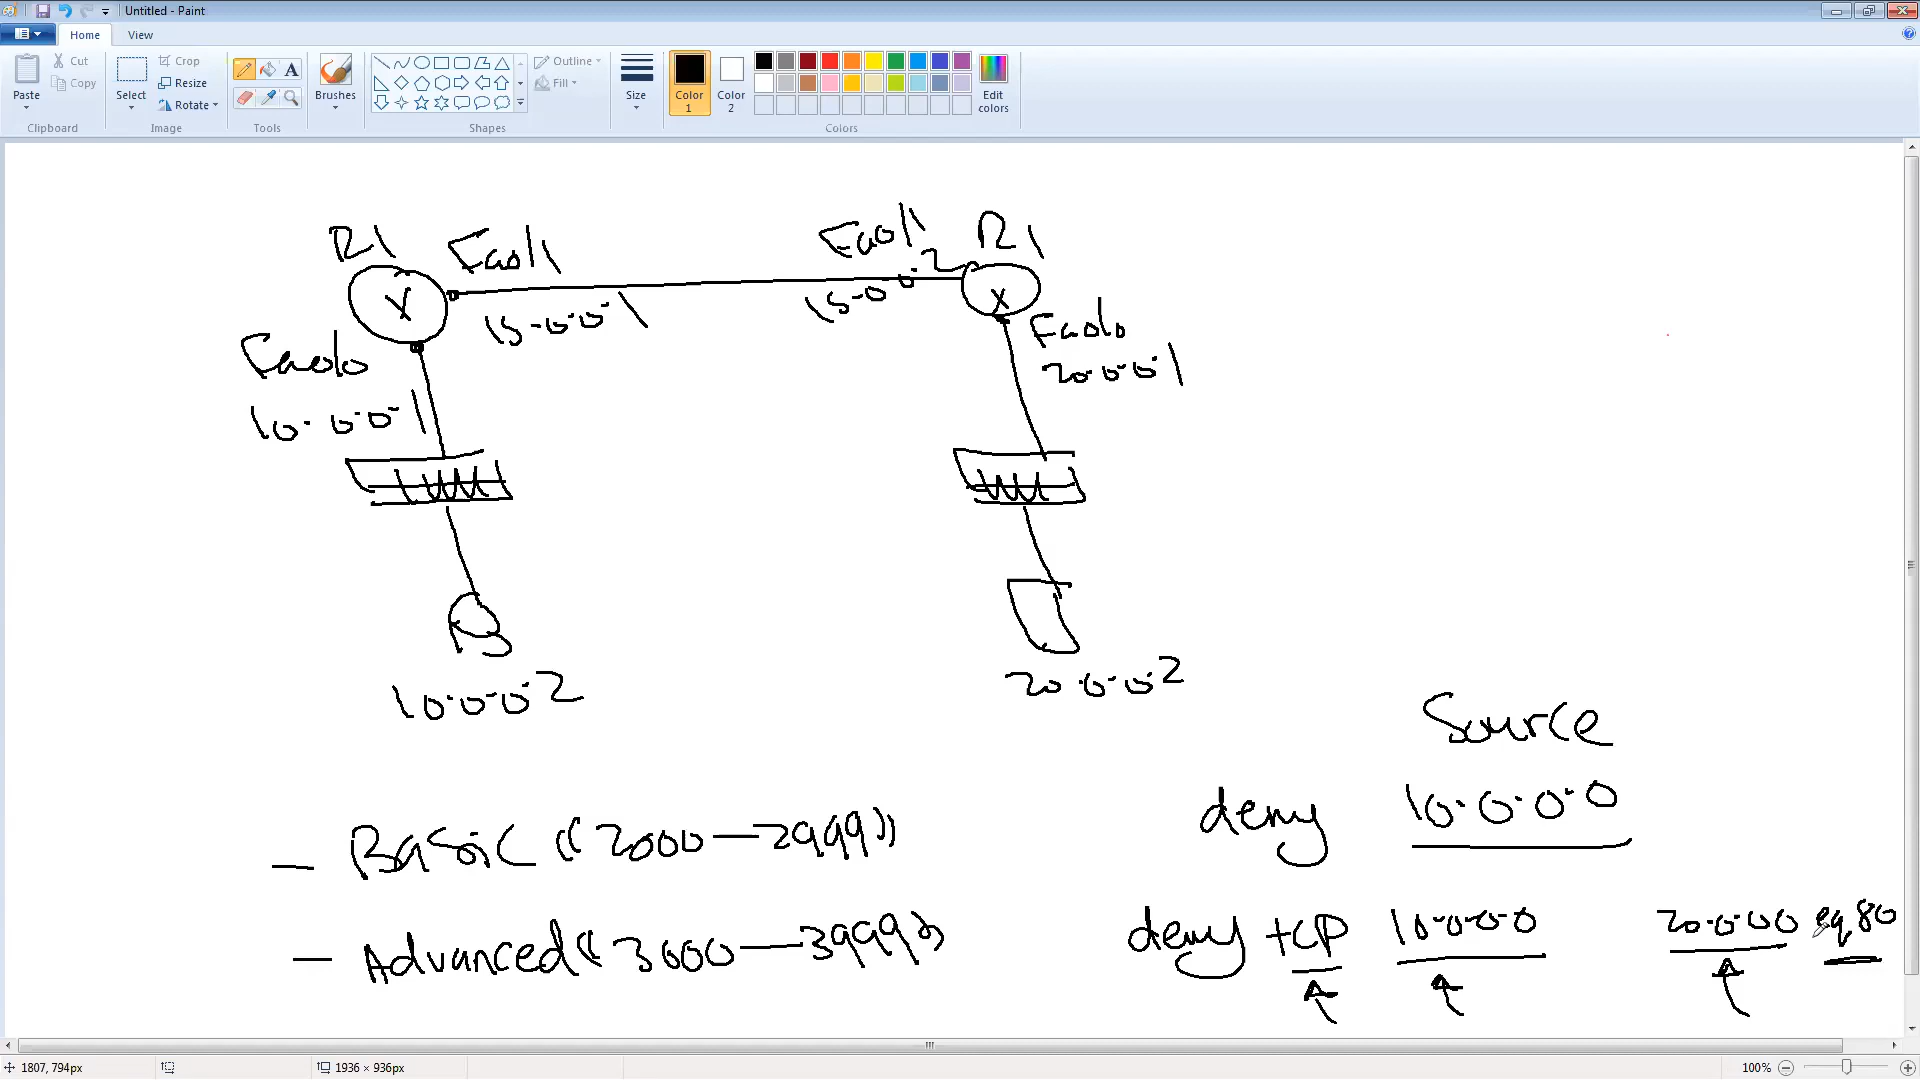 Untitled - Paint
Home View
Paste Cut Copy Clipboard
Select Crop Resize Rotate Image
A Tools
Brushes
Outline Fill Shapes
Size
Color 1 Color 2 Edit colors Colors
R1 Fa0/1 Fa0/1 R1
X 15.0.0.1 15.0.0.2 X
Fa0/0 Fa0/0
10.0.0.1 20.0.0.1
10.0.0.2 20.0.0.2
Source
deny 10.0.0.0
- Basic ((2000 — 2999))
deny tCP 10.0.0.0 20.0.0.0 eq 80
- Advanced (( 3000 — 3999))
1807, 794px 1936 × 936px 100%